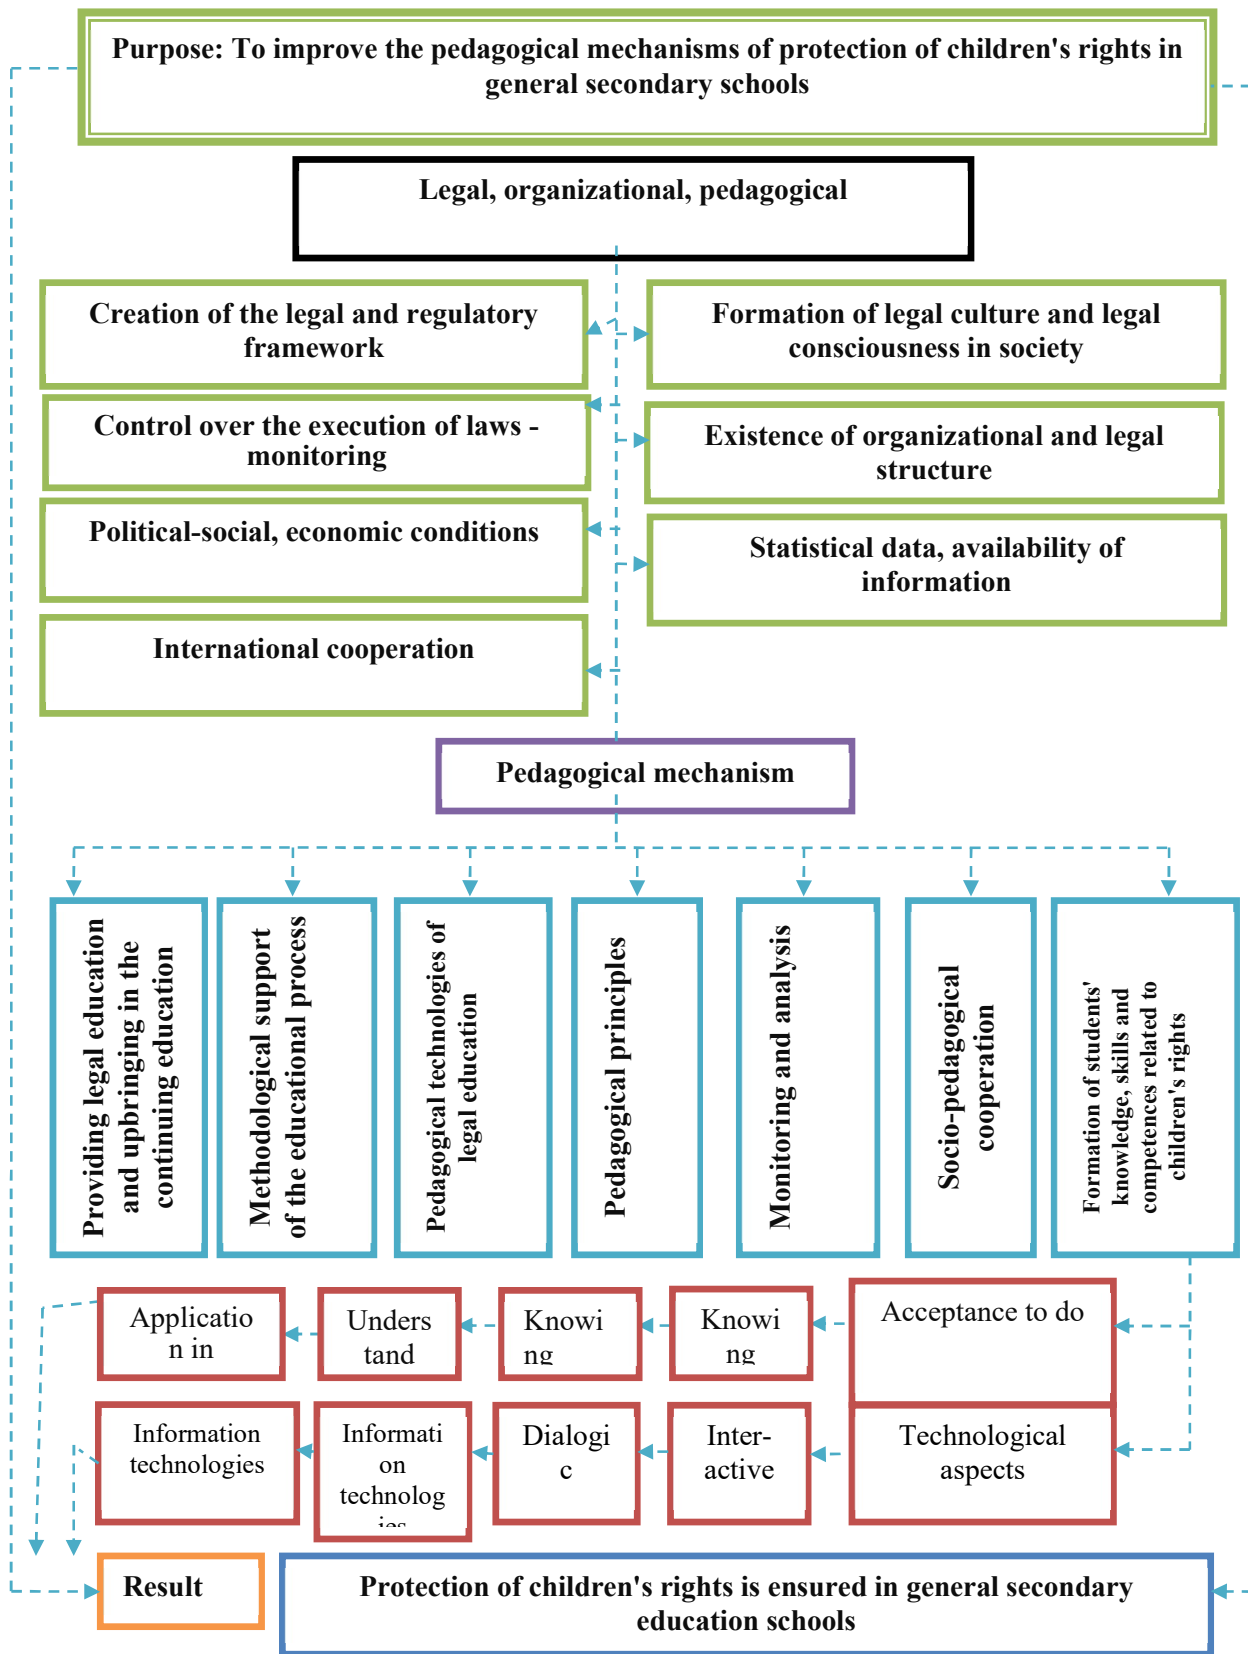 Purpose: To improve the pedagogical mechanisms of protection of children's rights in
general secondary schools
Legal, organizational, pedagogical
Creation of the legal and regulatory
framework
Formation of legal culture and legal
consciousness in society
Control over the execution of laws -
monitoring
Existence of organizational and legal
structure
Political-social, economic conditions
Statistical data, availability of
information
International cooperation
Pedagogical mechanism
Providing legal education
and upbringing in the
continuing education
Methodological support
of the educational process
Pedagogical technologies of
legal education
Pedagogical principles
Monitoring and analysis
Socio-pedagogical
cooperation
Formation of students'
knowledge, skills and
competences related to
children's rights
Applicatio
n in
Unders
tand
Knowi
ng
Knowi
ng
Acceptance to do
Information
technologies
Informati
on
technolog
ies
Dialogi
c
Inter-
active
Technological
aspects
Result
Protection of children's rights is ensured in general secondary
education schools